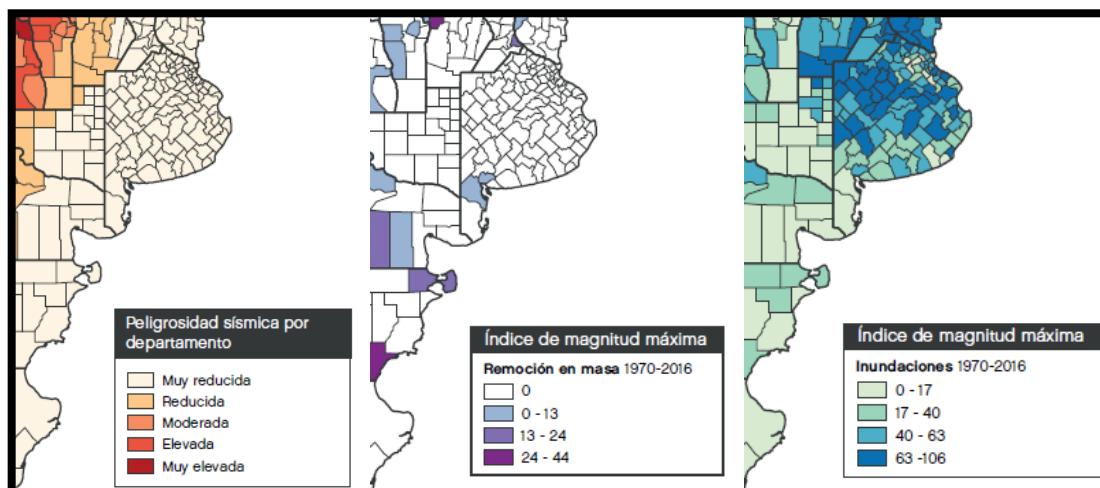 Peligrosidad sísmica por
departamento
Muy reducida
Reducida
Moderada
Elevada
Muy elevada
Índice de magnitud máxima
Remoción en masa 1970-2016
0
0 - 13
13 - 24
24 - 44
Índice de magnitud máxima
Inundaciones 1970-2016
0 - 17
17 - 40
40 - 63
63 -106